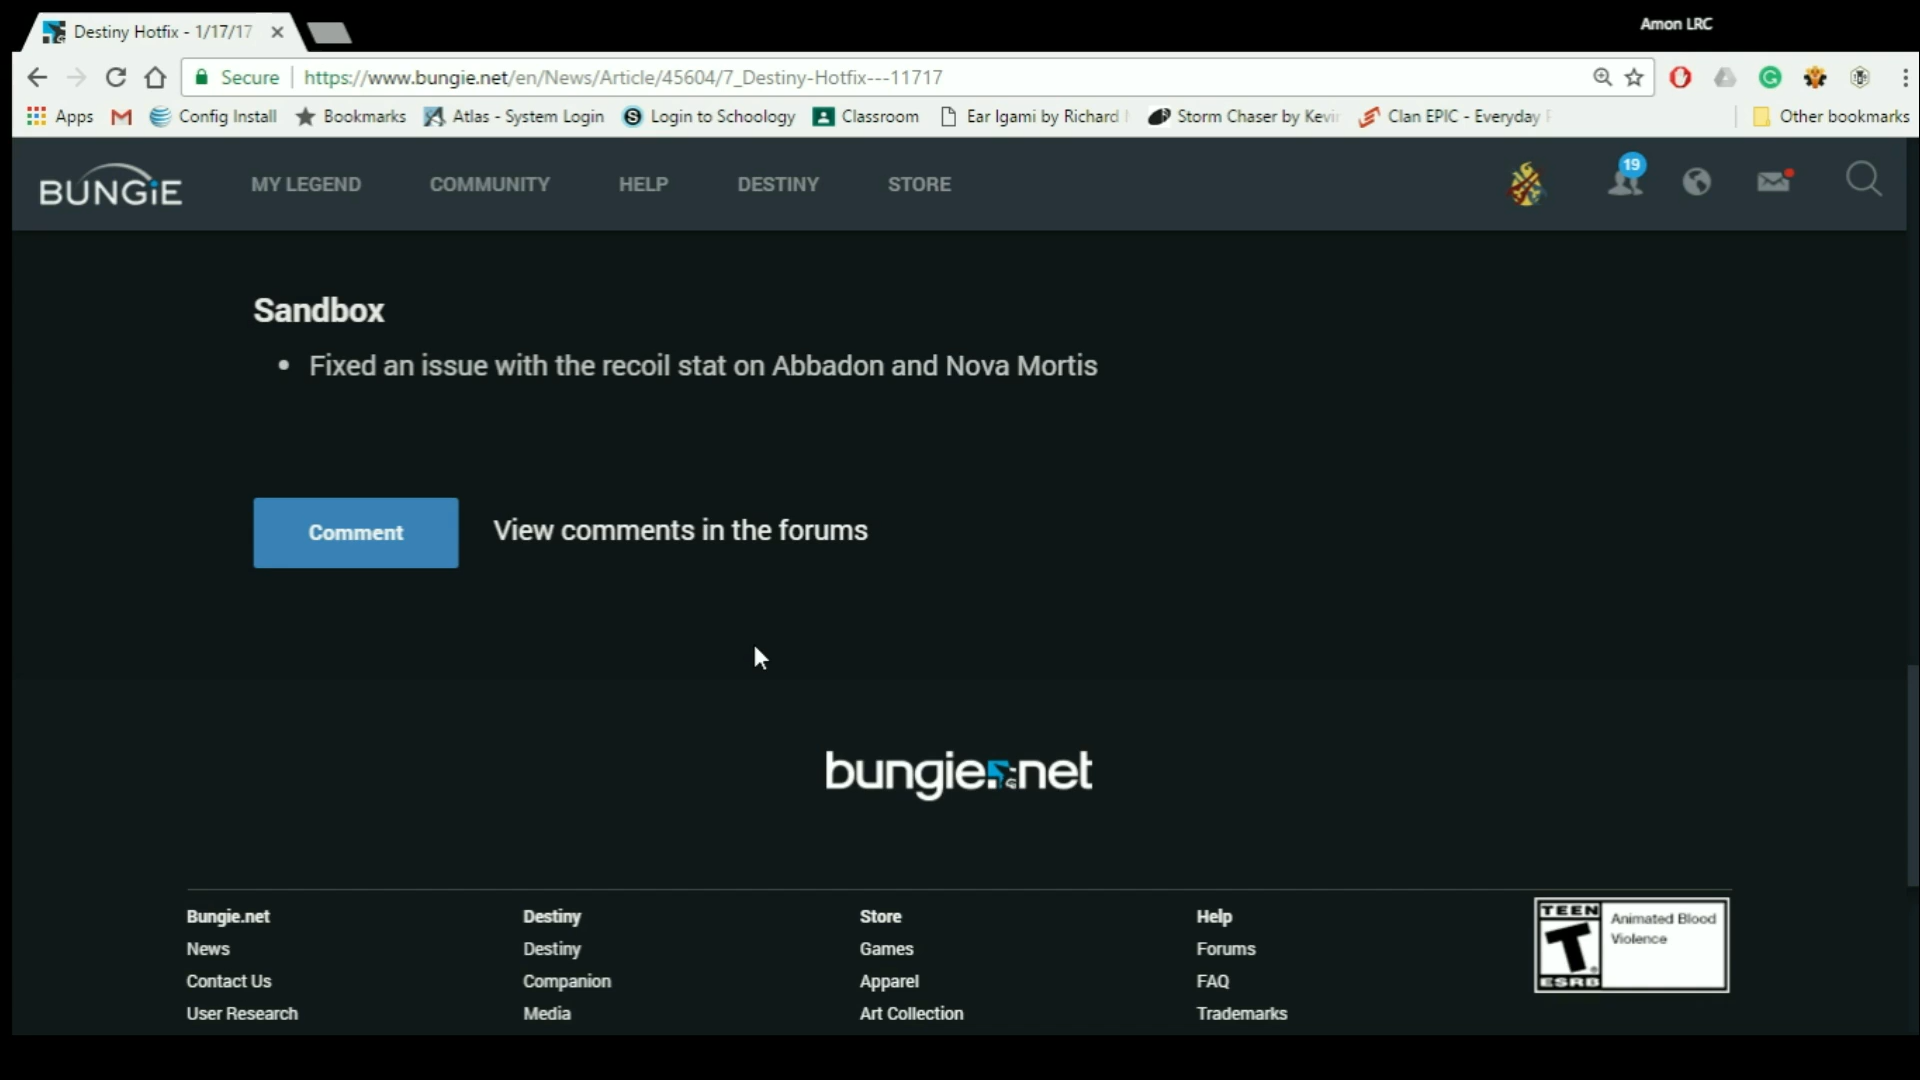 Destiny Hotfix - 1/17/17
Amon LRC
Secure https://www.bungie.net/en/News/Article/45604/7_Destiny-Hotfix---11717
Apps Config Install Bookmarks Atlas - System Login Login to Schoology Classroom Ear Igami by Richard Storm Chaser by Kevi Clan EPIC - Everyday Other bookmarks
BUNGiE MY LEGEND COMMUNITY HELP DESTINY STORE 19
Sandbox
• Fixed an issue with the recoil stat on Abbadon and Nova Mortis
Comment View comments in the forums
bungie.net
Bungie.net Destiny Store Help
News Destiny Games Forums
Contact Us Companion Apparel FAQ
User Research Media Art Collection Trademarks
TEEN Animated Blood
T Violence
ESRB